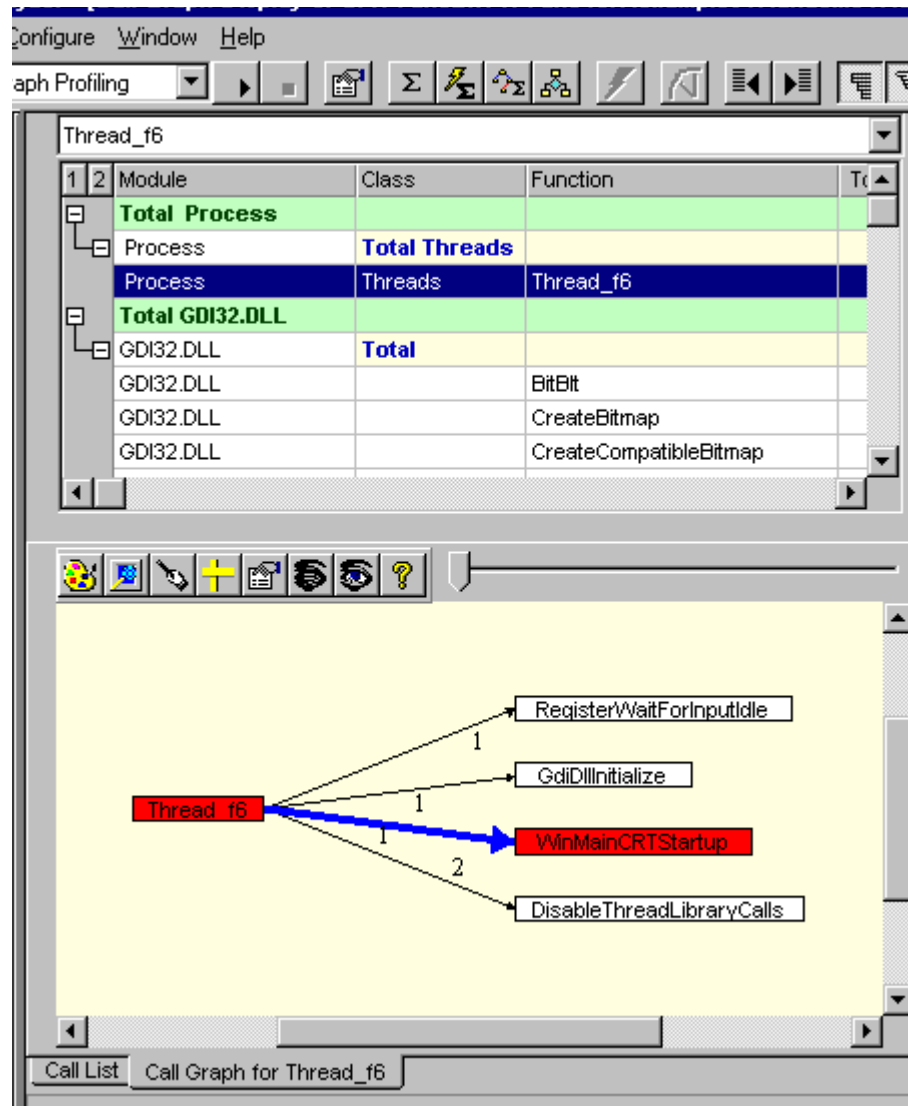 Configure Window Help
aph Profiling
Thread_f6
1 2 Module Class Function
Total Process
Process Total Threads
Process Threads Thread_f6
Total GDI32.DLL
GDI32.DLL Total
GDI32.DLL BitBlt
GDI32.DLL CreateBitmap
GDI32.DLL CreateCompatibleBitmap
RegisterWaitForInputIdle
1
GdiDllInitialize
1
Thread_f6
1
WinMainCRTStartup
2
DisableThreadLibraryCalls
Call List Call Graph for Thread_f6